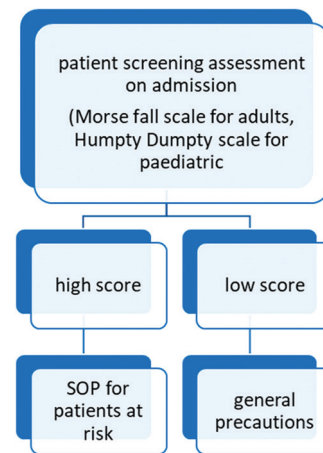 patient screening assessment
on admission
(Morse fall scale for adults,
Humpty Dumpty scale for
paediatric
high score
low score
SOP for
patients at
risk
general
precautions